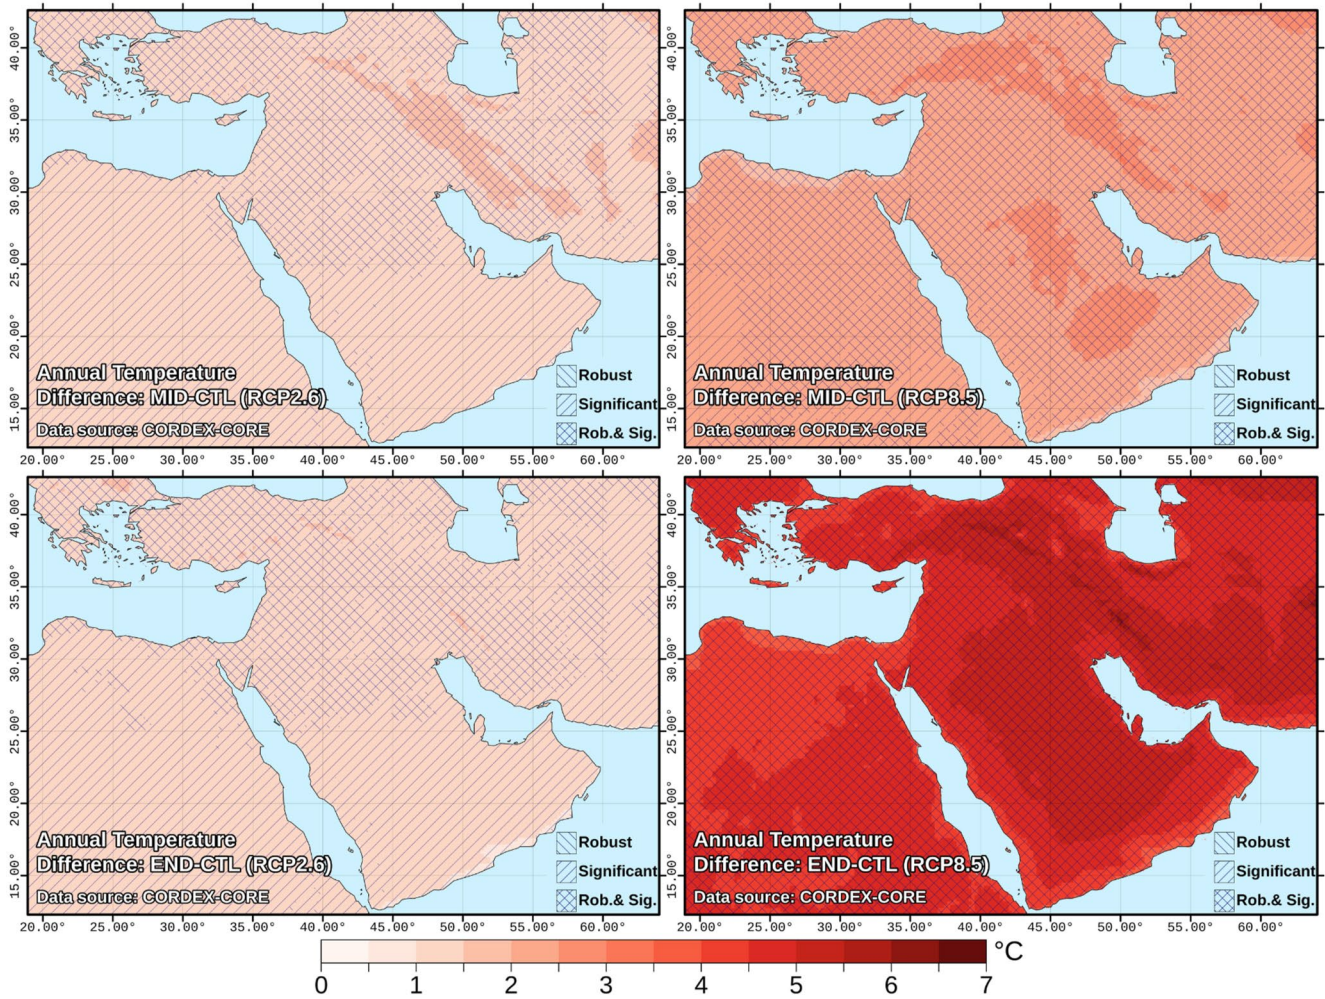 40.00°
35.00°
30.00°
25.00°
20.00°
15.00°
Annual Temperature
Difference: MID-CTL (RCP2.6)
Data source: CORDEX-CORE
Robust
Significant
Rob.& Sig.
20.00° 25.00° 30.00° 35.00° 40.00° 45.00° 50.00° 55.00° 60.00°
40.00°
35.00°
30.00°
25.00°
20.00°
15.00°
Annual Temperature
Difference: MID-CTL (RCP8.5)
Data source: CORDEX-CORE
Robust
Significant
Rob.& Sig.
20.00° 25.00° 30.00° 35.00° 40.00° 45.00° 50.00° 55.00° 60.00°
40.00°
35.00°
30.00°
25.00°
20.00°
15.00°
Annual Temperature
Difference: END-CTL (RCP2.6)
Data source: CORDEX-CORE
Robust
Significant
Rob.& Sig.
20.00° 25.00° 30.00° 35.00° 40.00° 45.00° 50.00° 55.00° 60.00°
40.00°
35.00°
30.00°
25.00°
20.00°
15.00°
Annual Temperature
Difference: END-CTL (RCP8.5)
Data source: CORDEX-CORE
Robust
Significant
Rob.& Sig.
20.00° 25.00° 30.00° 35.00° 40.00° 45.00° 50.00° 55.00° 60.00°
°C
0 1 2 3 4 5 6 7